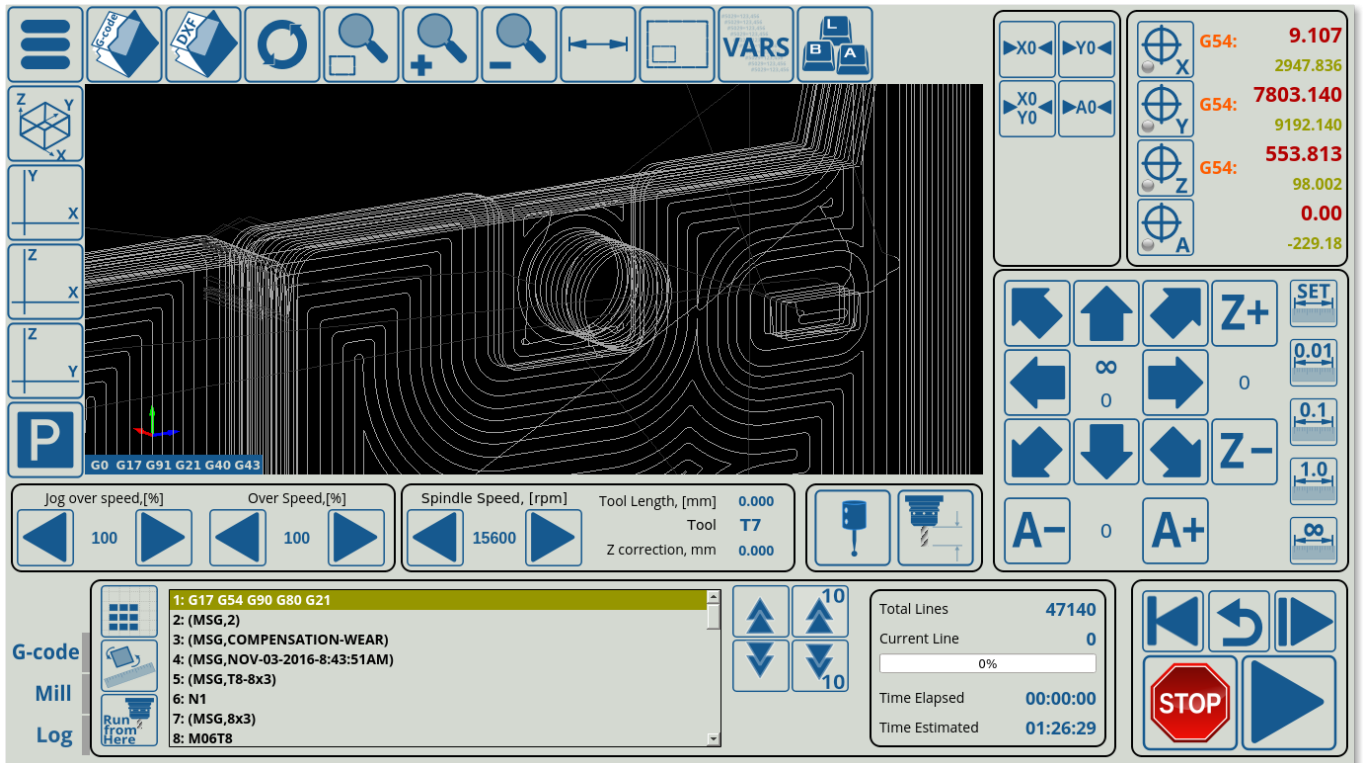 G-code
DXF
VARS
L
B
A
X0
Y0
X0
Y0
A0
X
G54:
9.107
2947.836
Y
G54:
7803.140
9192.140
Z
G54:
553.813
98.002
A
0.00
-229.18
Z
Y
X
Y
X
Z
X
Z
Y
P
G0 G17 G91 G21 G40 G43
Z+
SET
∞
0
0
0.01
0.1
Z-
1.0
A-
0
A+
∞
Jog over speed,[%]
100
Over Speed,[%]
100
Spindle Speed, [rpm]
15600
Tool Length, [mm] 0.000
Tool T7
Z correction, mm 0.000
G-code
Mill
Log
Run
from
Here
1: G17 G54 G90 G80 G21
2: (MSG,2)
3: (MSG,COMPENSATION-WEAR)
4: (MSG,NOV-03-2016-8:43:51AM)
5: (MSG,T8-8x3)
6: N1
7: (MSG,8x3)
8: M06T8
10
10
Total Lines 47140
Current Line 0
0%
Time Elapsed 00:00:00
Time Estimated 01:26:29
STOP